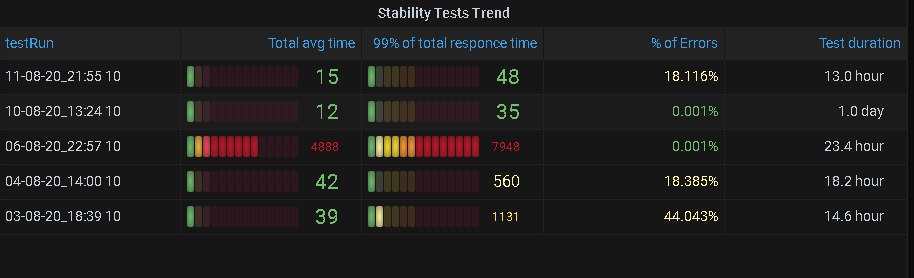 Stability Tests Trend
testRun Total avg time 99% of total responce time % of Errors Test duration
11-08-20_21:55 10 15 48 18.116% 13.0 hour
10-08-20_13:24 10 12 35 0.001% 1.0 day
06-08-20_22:57 10 4888 7948 0.001% 23.4 hour
04-08-20_14:00 10 42 560 18.385% 18.2 hour
03-08-20_18:39 10 39 1131 44.043% 14.6 hour